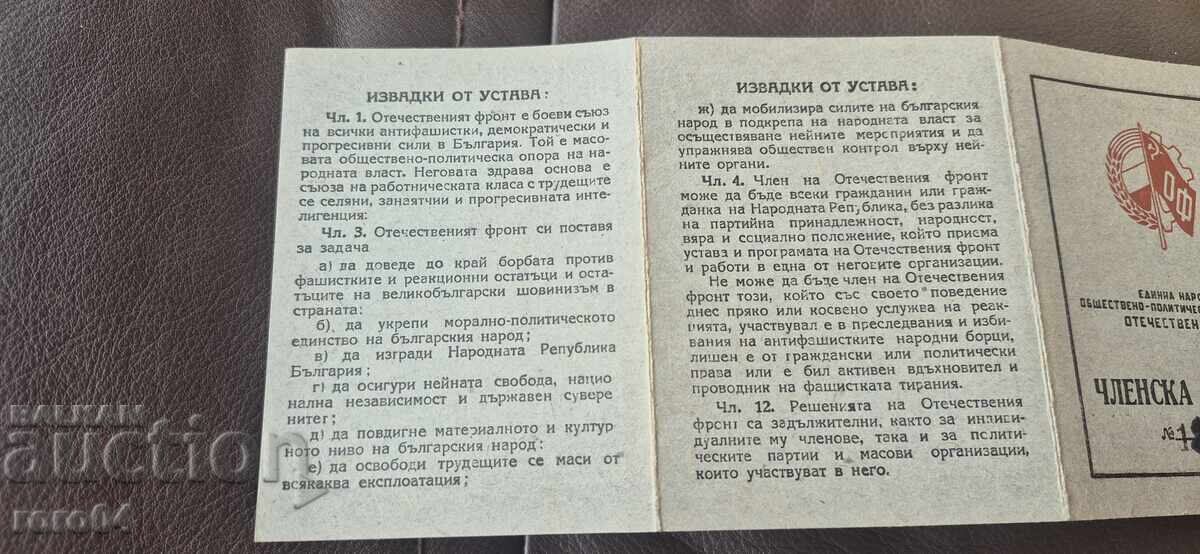 ИЗВАДКИ ОТ УСТАВА:
Чл. 1. Отечественият фронт е боеви съюз
на всички антифашистки, демократически и
прогресивни сили в България. Той е масо-
вата обществено-политическа опора на на-
родната власт. Неговата здрава основа е
съюза на работническата класа с трудещите
се селяни, занаятчии и прогресивната инте-
лигенция:
Чл. 3. Отечественият фронт си поставя
за задача
а) да доведе до край борбата против
фашистките и реакционни остатъци и оста-
тъците на великобългарски шовинизъм в
страната:
б) да укрепи морално-политическото
единство на българския народ;
в) да изгради Народната Република
България;
г) да осигури нейната свобода, нацио
нална независимост и държавен сувере
нитет;
д) да повдигне материалното и култур
ното ниво на българския народ:
е) да освободи трудещите се маси от
всякаква експлоатация;
ИЗВАДКИ ОТ УСТАВА:
ж) да мобилизира силите на българския
народ в подкрепа на народната власт за
осъществяване нейните мероприятия и да
упражнява обществен контрол върху ней-
ните органи.
Чл. 4. Член на Отечествения фронт
може да бъде всеки гражданин или граж-
данка на Народната Република, без разлика
на партийна принадлежност, народност,
вяра и социално положение, който приема
устава и програмата на Отечествения фронт
и работи в една от неговите организации.
Не може да бъде член на Отечествения
фронт този, който със своето поведение
днес пряко или косвено услужва на реак-
цията, участвувал е в преследвания и изби-
вания на антифашистките народни борци,
лишен е от граждански или политически
права или е бил активен вдъхновител и
проводник на фашистката тирания.
Чл. 12. Решенията на Отечествения
фронт са задължителни, както за индиви-
дуалните му членове, така и за полити-
ческите партии и масови организации,
които участвуват в него.
ОФ
ЕДИННА НАРО
ОБЩЕСТВЕНО-ПОЛИТИЧЕС
ОТЕЧЕСТВЕН
ЧЛЕНСКА
№
БАЛКАН
auction
roro64